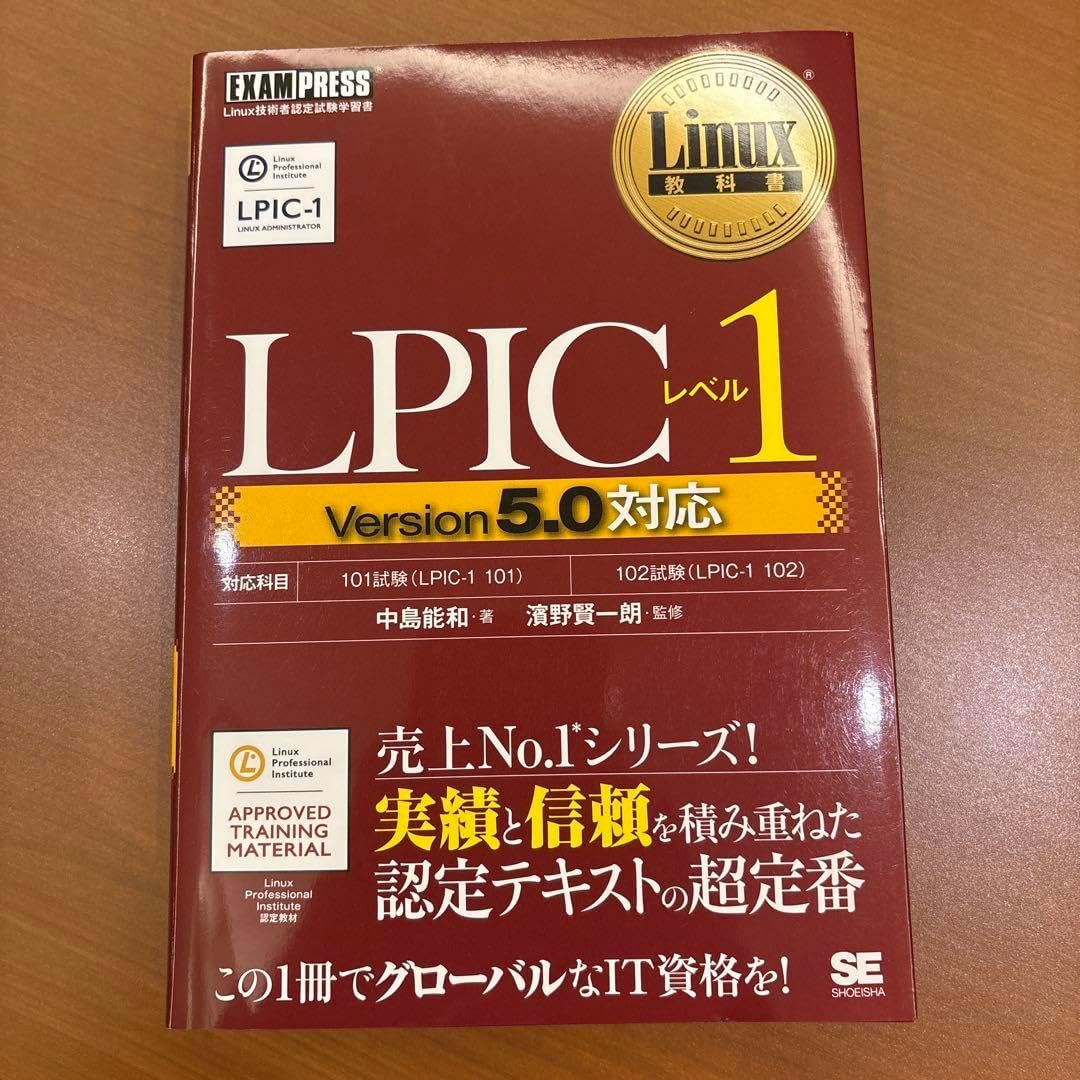 EXAMPRESS®
Linux技術者認定試験学習書
Linux
Professional
Institute
LPIC-1
LINUX ADMINISTRATOR
Linux®
教科書
LPICレベル1
Version 5.0対応
対応科目 101試験(LPIC-1 101) 102試験(LPIC-1 102)
中島能和・著 濱野賢一朗・監修
Linux
Professional
Institute
APPROVED
TRAINING
MATERIAL
Linux
Professional
Institute
認定教材
売上No.1*シリーズ!
実績と信頼を積み重ねた
認定テキストの超定番
この1冊でグローバルなIT資格を!
SE
SHOEISHA